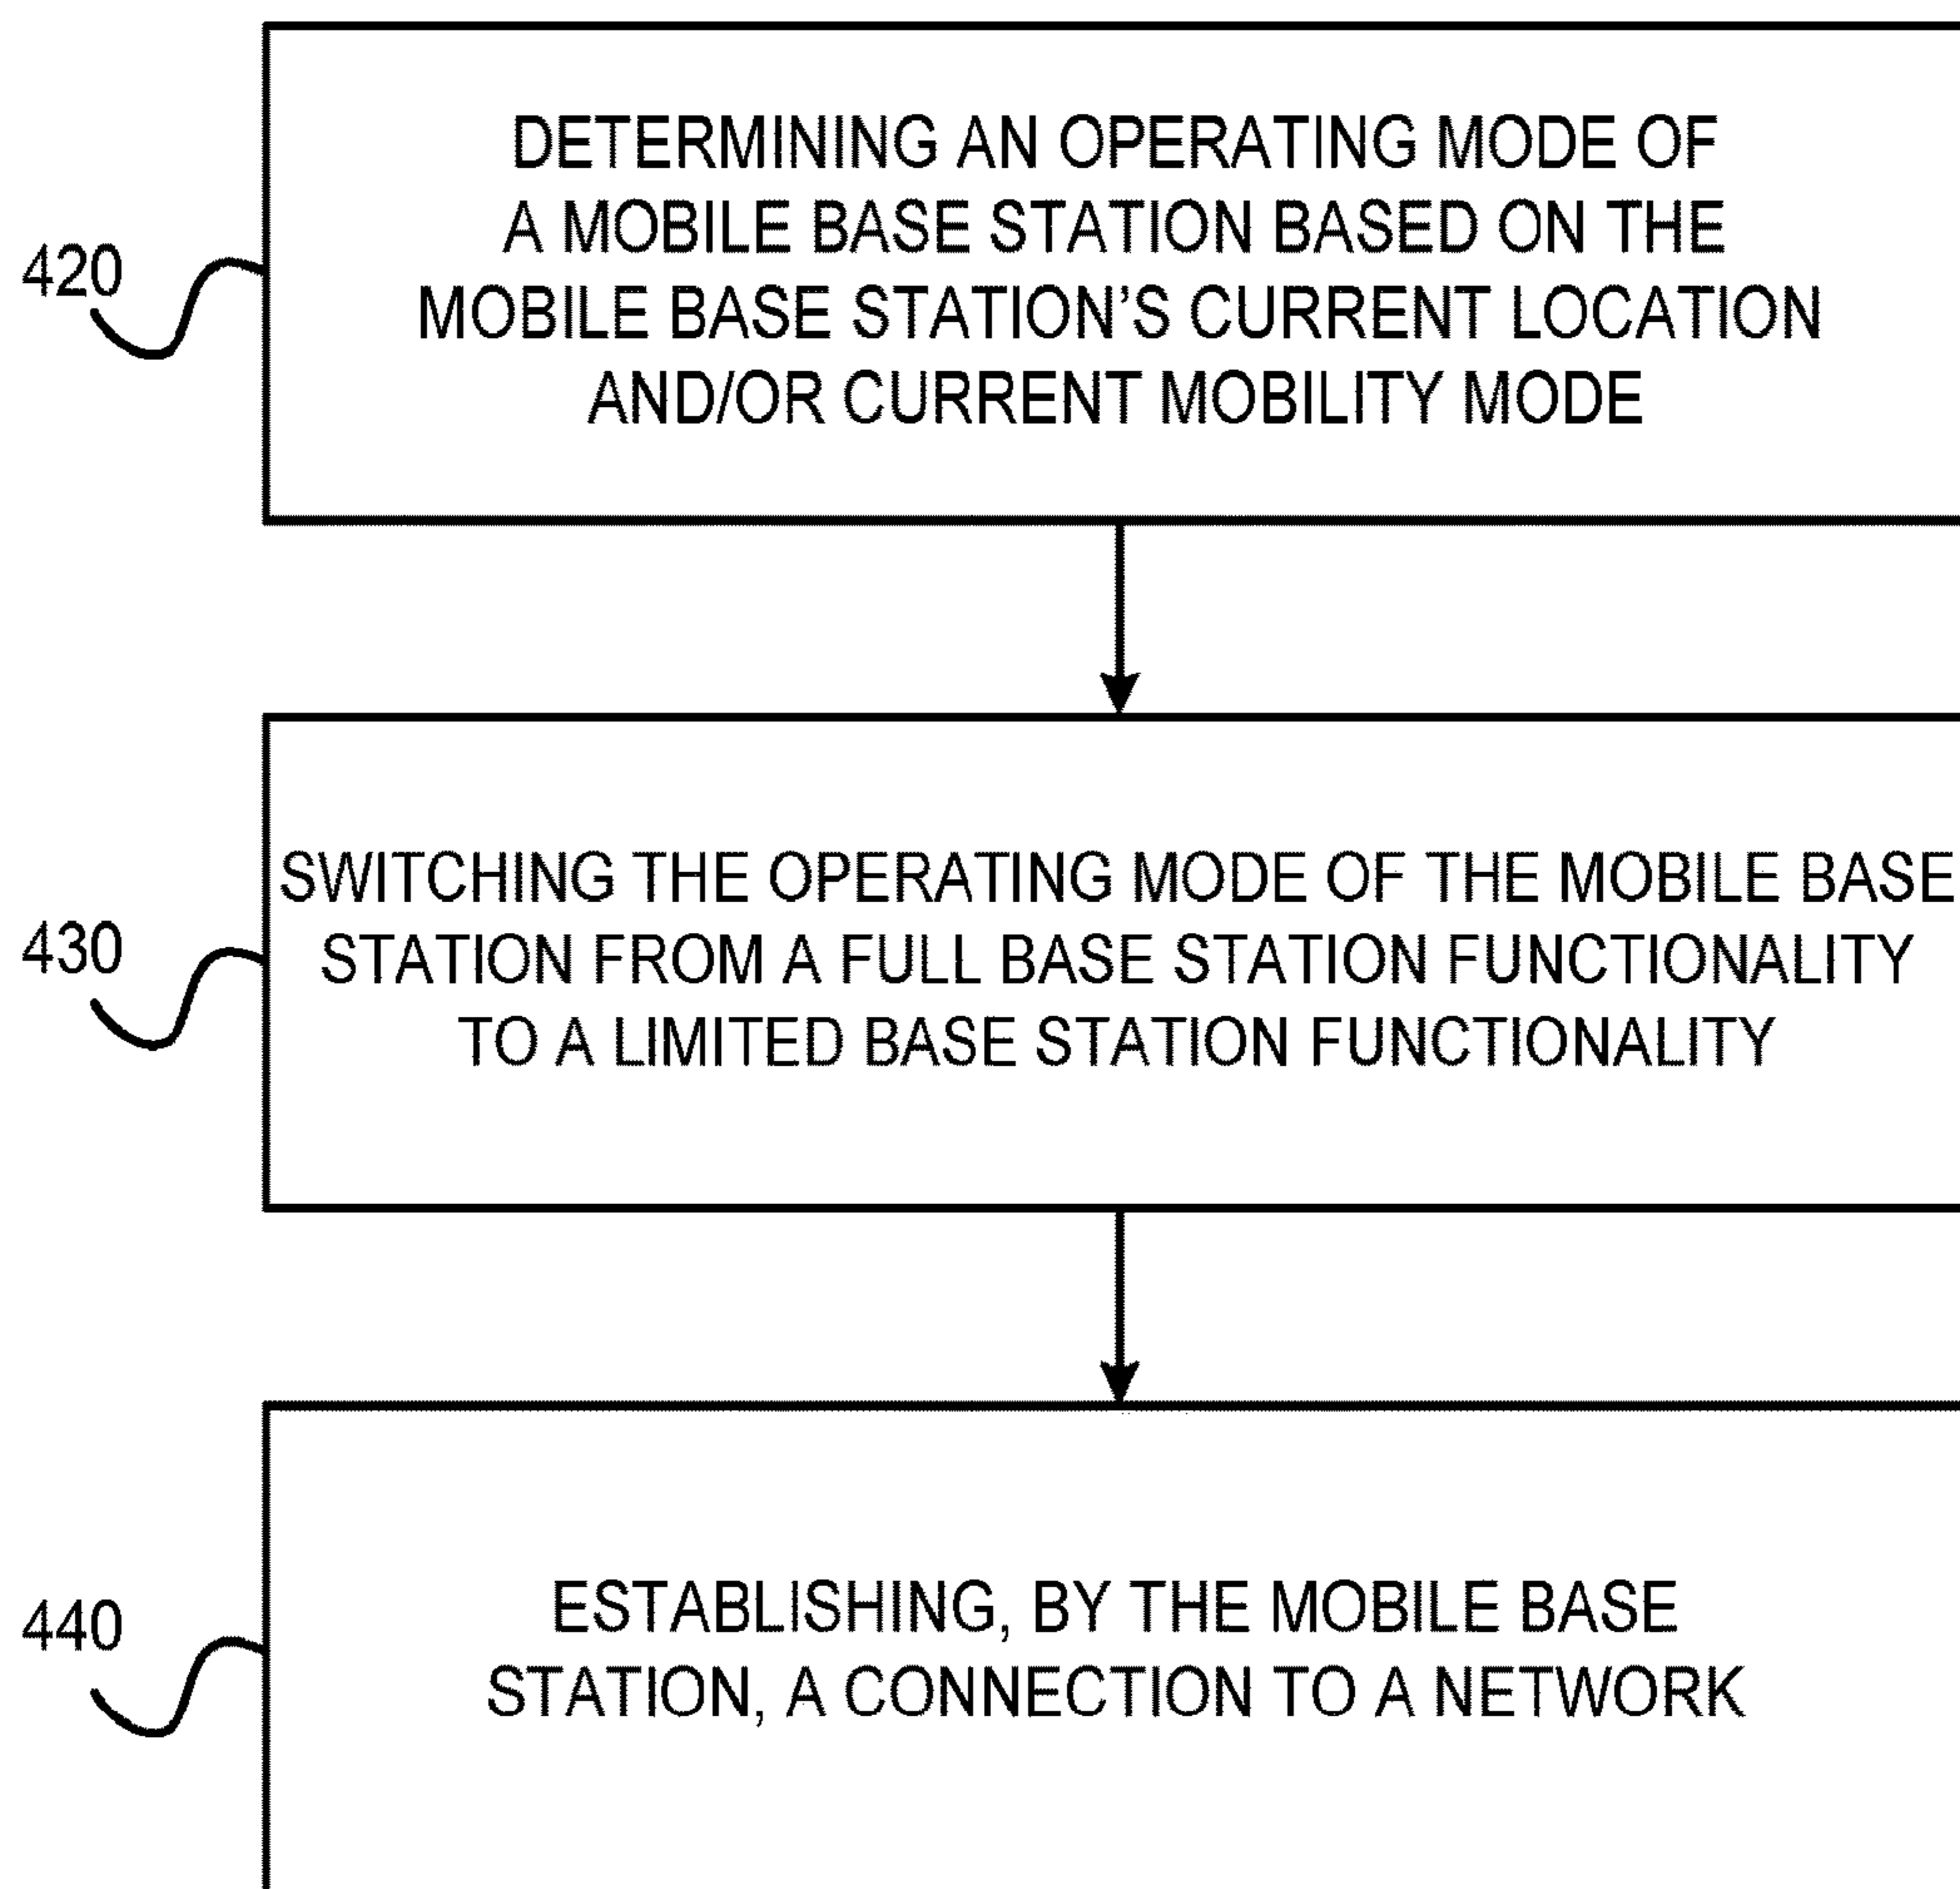 DETERMINING AN OPERATING MODE OF
A MOBILE BASE STATION BASED ON THE
MOBILE BASE STATION’S CURRENT LOCATION
AND/OR CURRENT MOBILITY MODE
420
SWITCHING THE OPERATING MODE OF THE MOBILE BASE
STATION FROM A FULL BASE STATION FUNCTIONALITY
TO A LIMITED BASE STATION FUNCTIONALITY
430
ESTABLISHING, BY THE MOBILE BASE
STATION, A CONNECTION TO A NETWORK
440